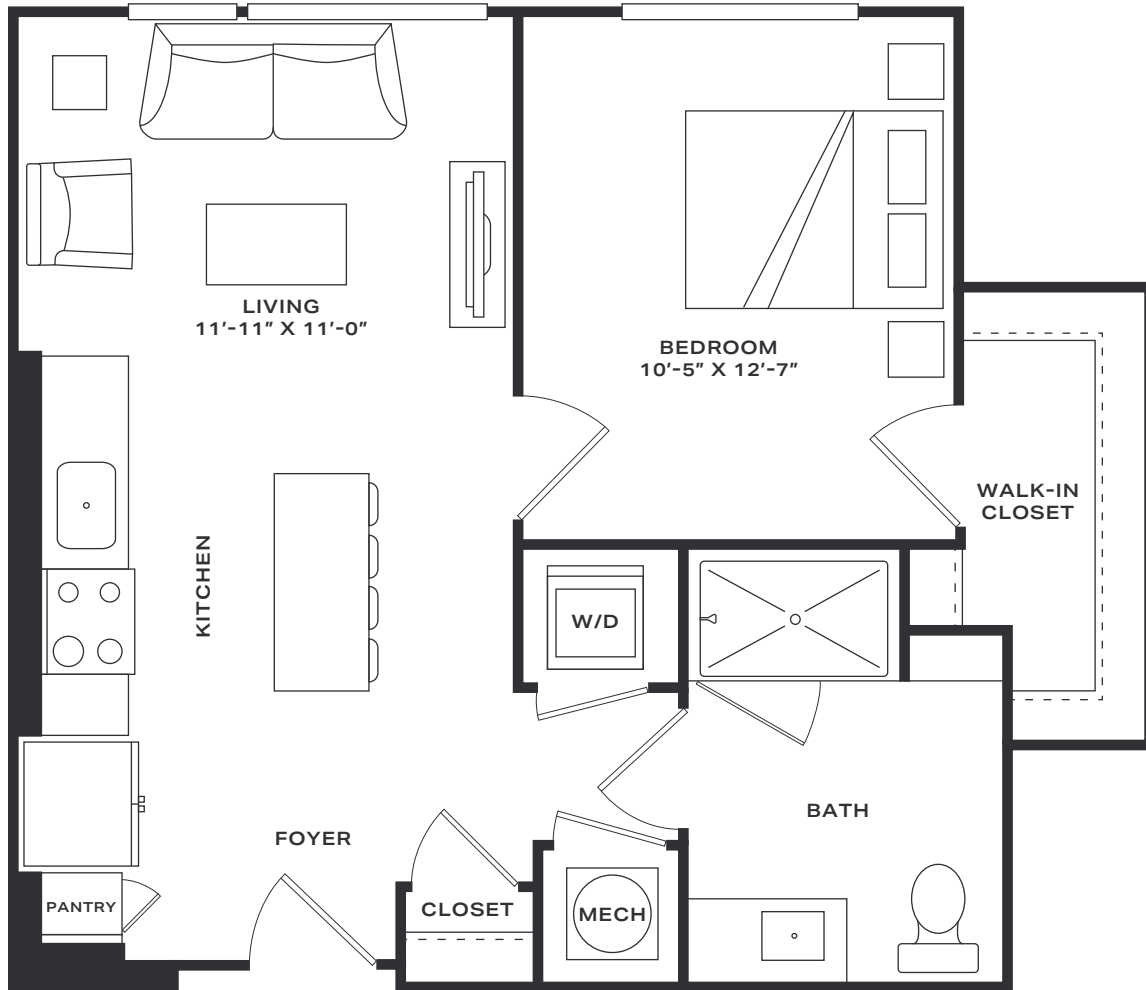 LIVING
11′-11″ X 11′-0″
BEDROOM
10′-5″ X 12′-7″
WALK-IN
CLOSET
KITCHEN
W/D
BATH
FOYER
PANTRY
CLOSET
MECH